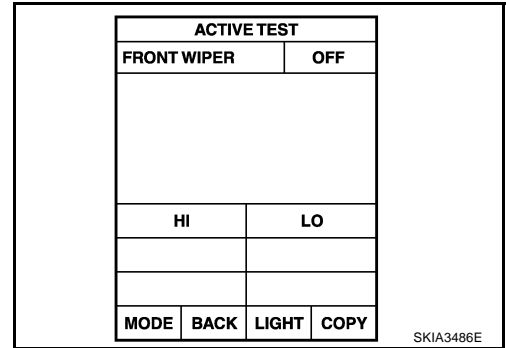 ACTIVE TEST
FRONT WIPER OFF
HI LO
MODE BACK LIGHT COPY
SKIA3486E